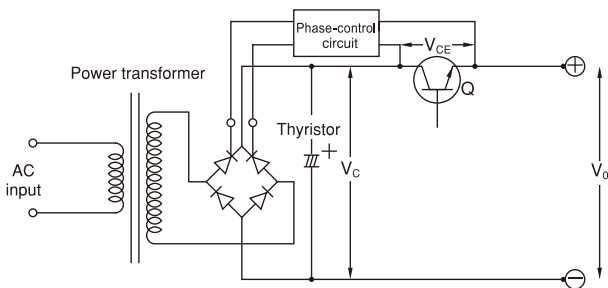 Phase-control
circuit
V_CE
Power transformer
Q
+
Thyristor
+
AC
input
V_C
V_0
−